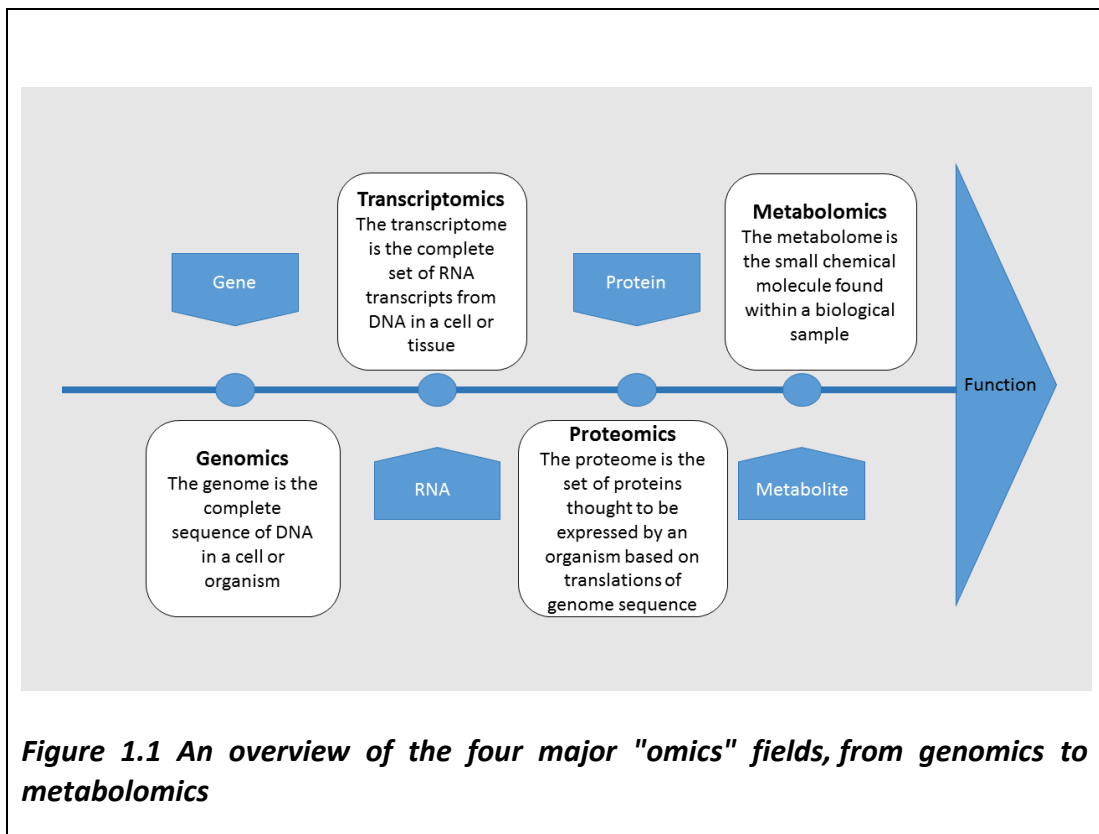 Transcriptomics
The transcriptome
is the complete
set of RNA
transcripts from
DNA in a cell or
tissue
Metabolomics
The metabolome is
the small chemical
molecule found
within a biological
sample
Gene
Protein
Function
Genomics
The genome is the
complete
sequence of DNA
in a cell or
organism
RNA
Proteomics
The proteome is the
set of proteins
thought to be
expressed by an
organism based on
translations of
genome sequence
Metabolite
Figure 1.1 An overview of the four major "omics" fields, from genomics to
metabolomics